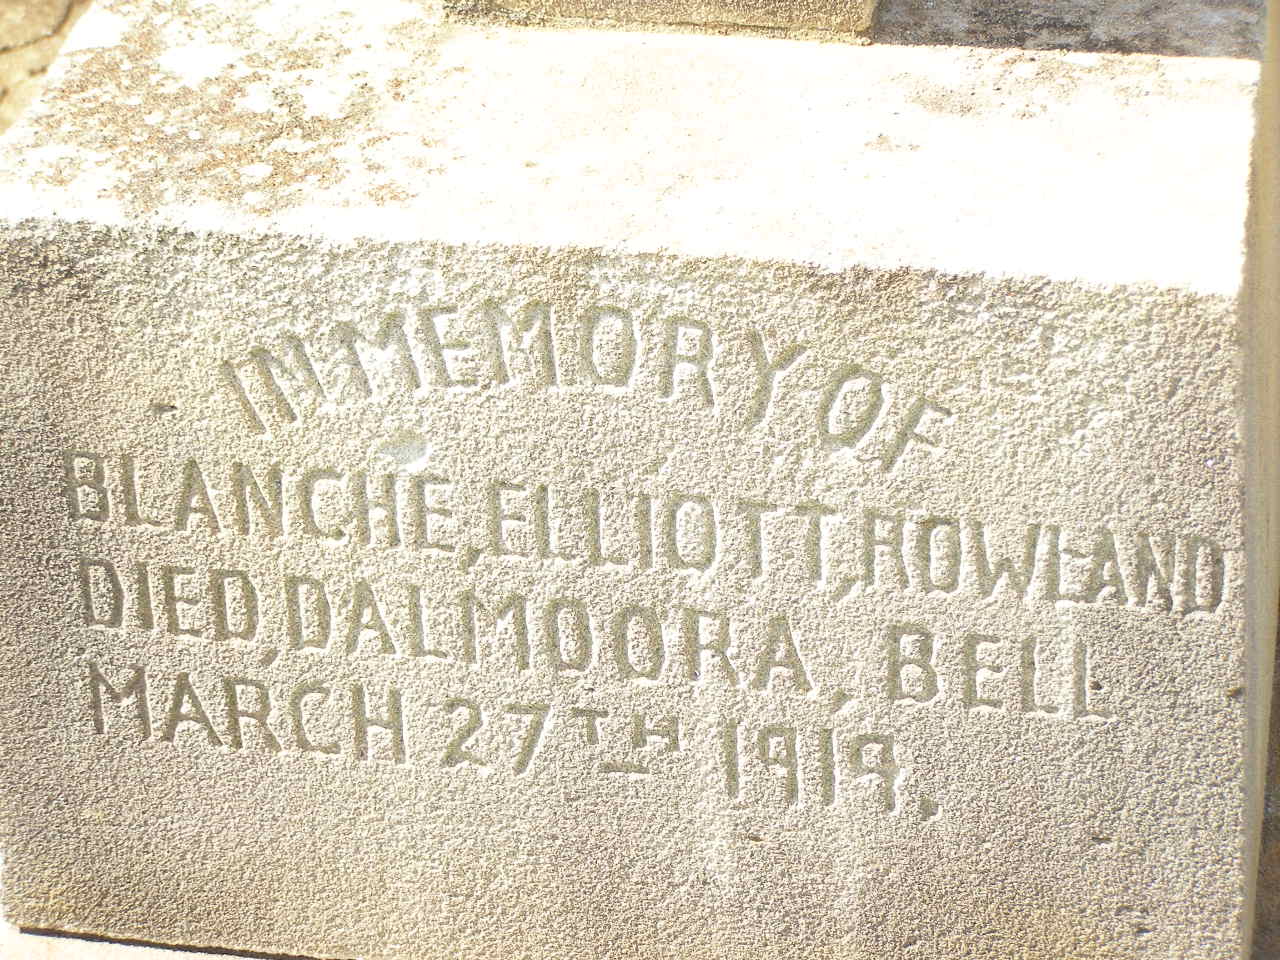 IN MEMORY OF
BLANCHE, ELLIOTT, ROWLAND
DIED, DALMOORA, BELL
MARCH 27TH 1919.